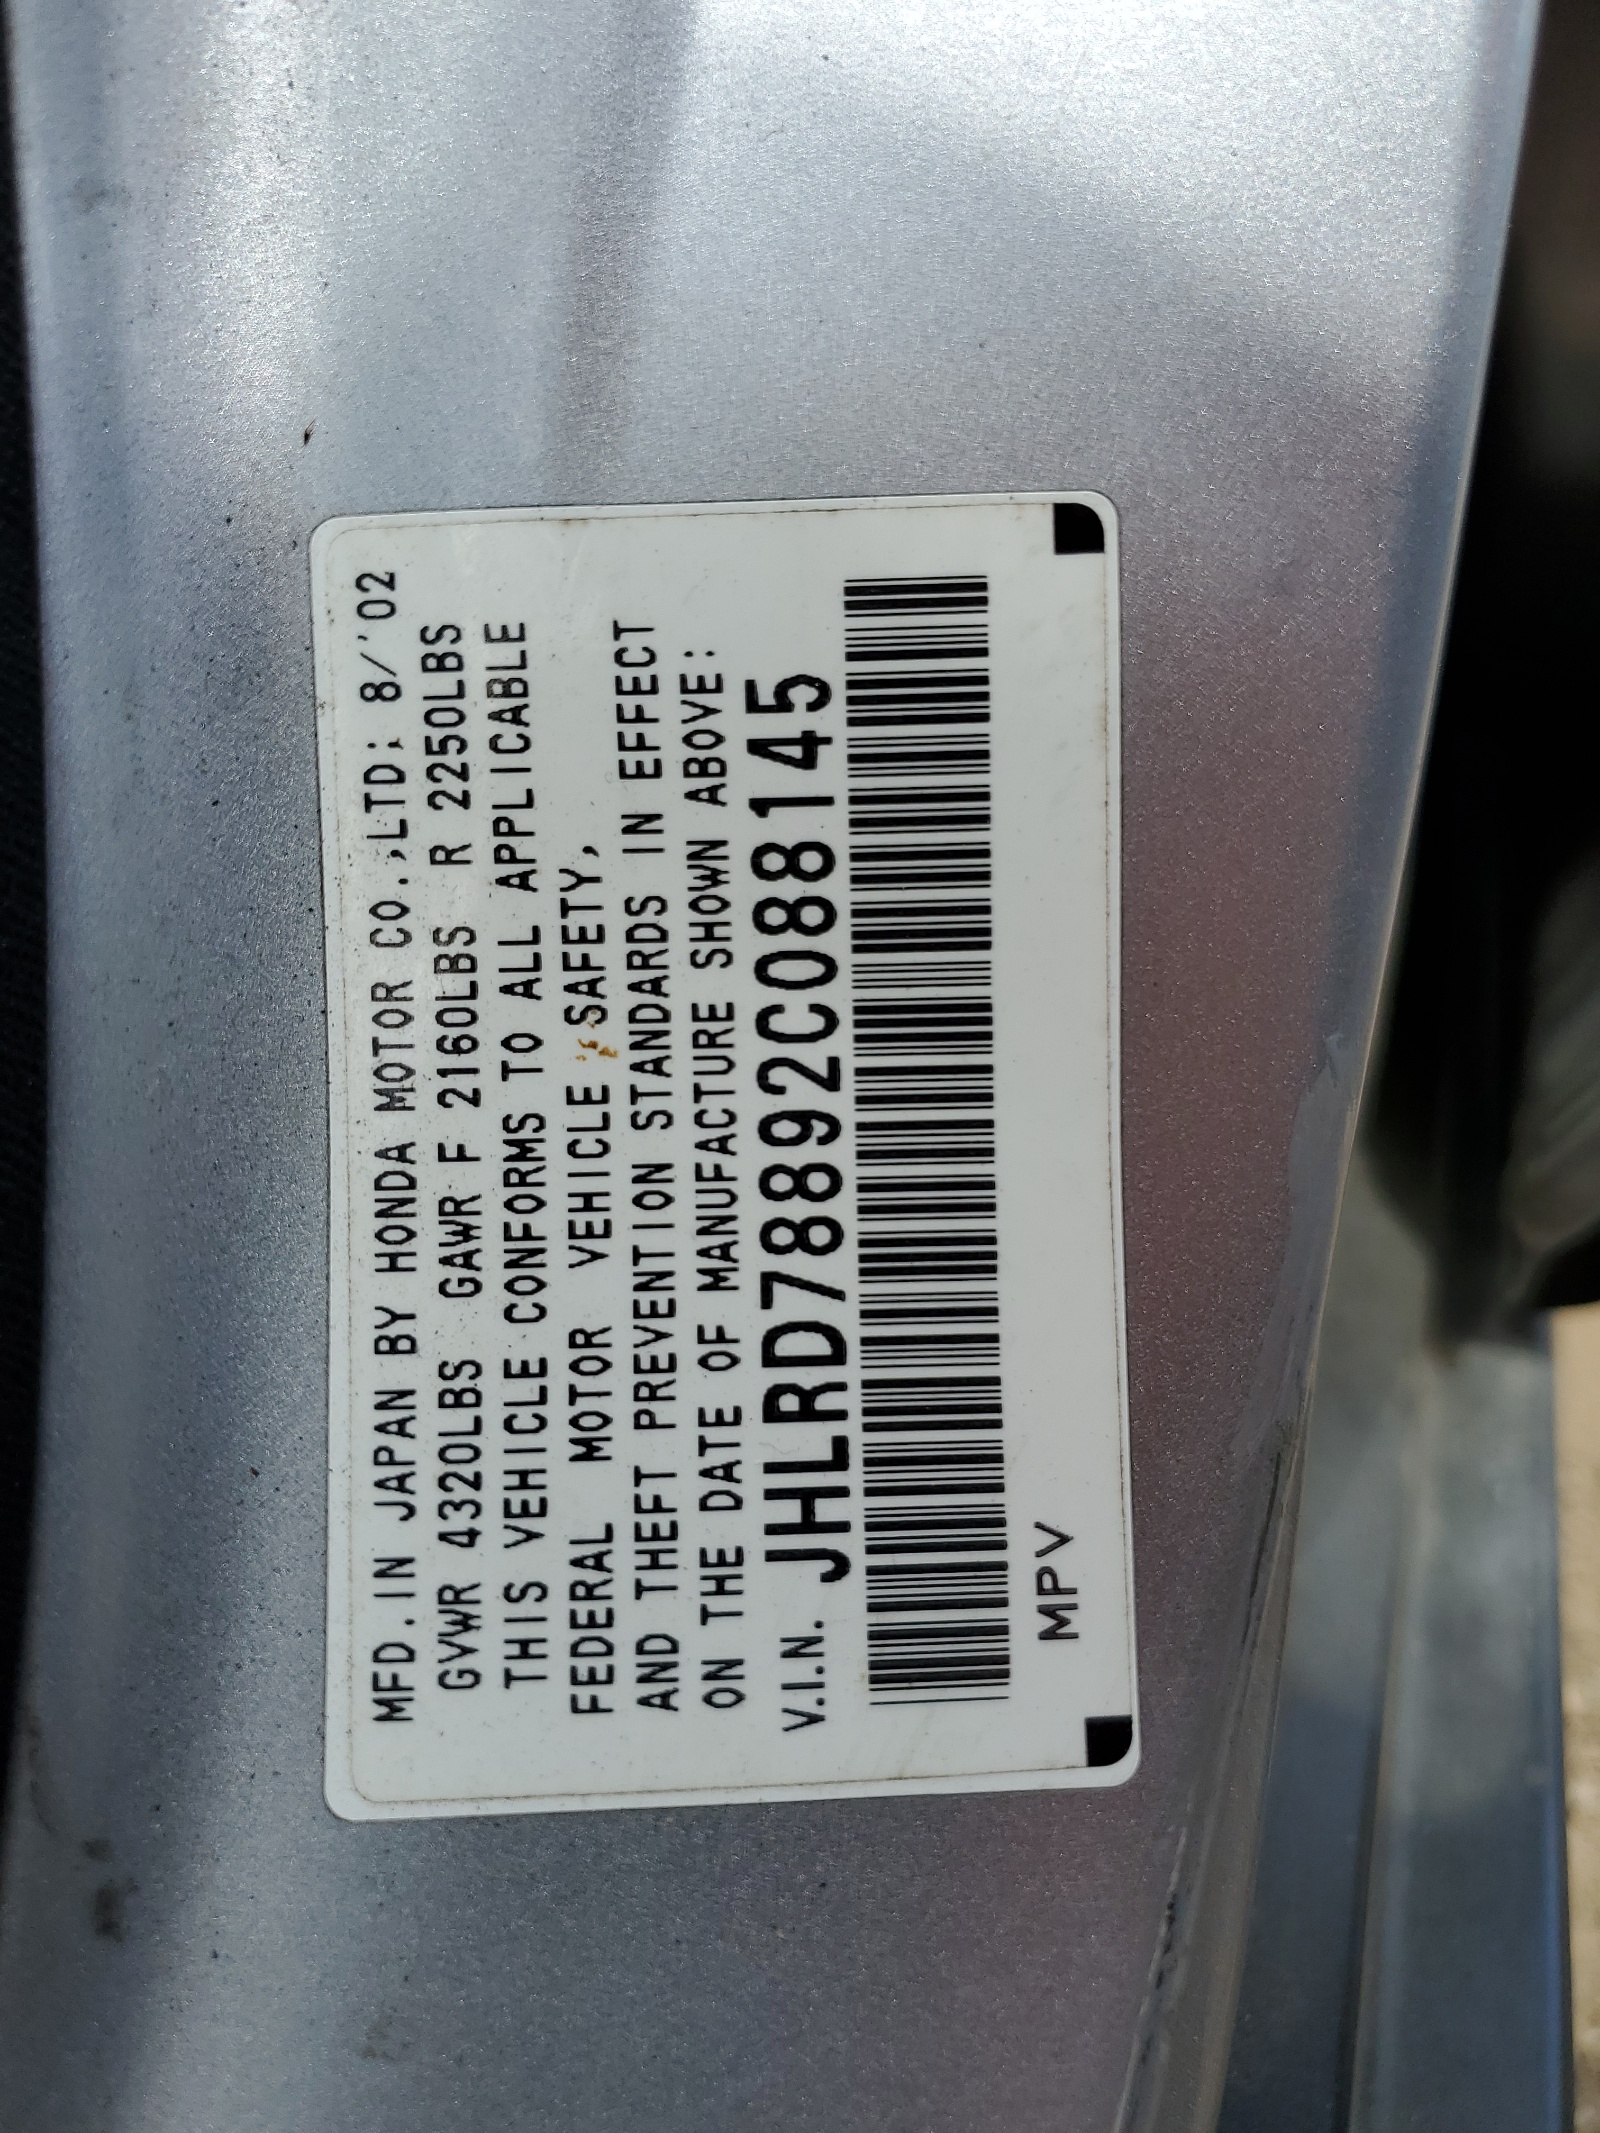 MFD.IN JAPAN BY HONDA MOTOR CO.,LTD; 8/'02
GVWR 4320LBS GAWR F 2160LBS R 2250LBS
THIS VEHICLE CONFORMS TO ALL APPLICABLE
FEDERAL MOTOR VEHICLE SAFETY,
AND THEFT PREVENTION STANDARDS IN EFFECT
ON THE DATE OF MANUFACTURE SHOWN ABOVE:
V.I.N. JHLRD78892C088145
MPV